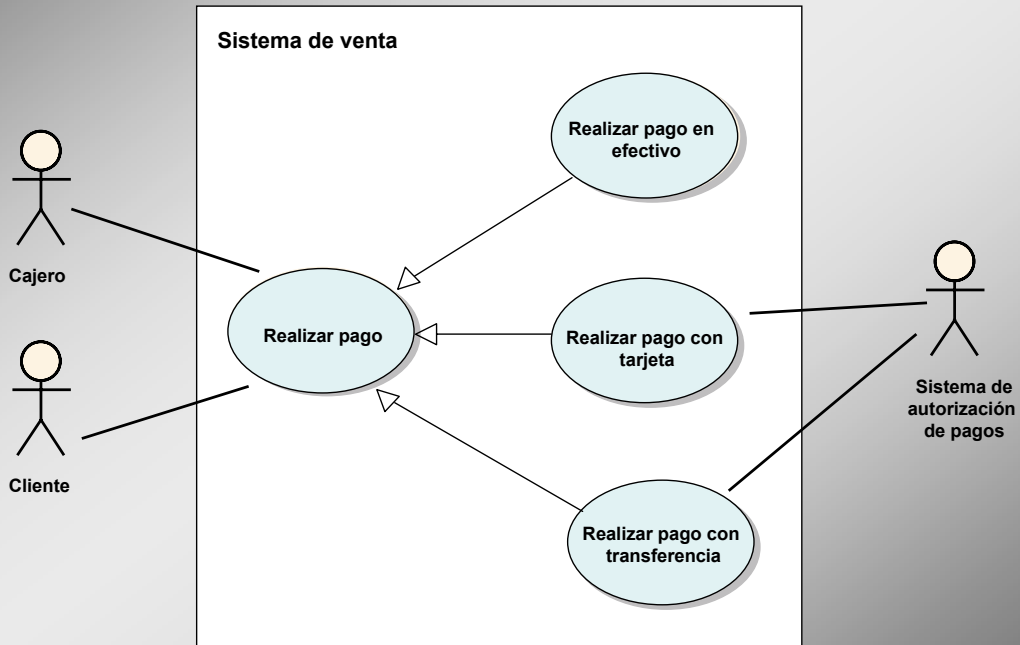 Sistema de venta
Realizar pago en
efectivo
Cajero
Realizar pago
Realizar pago con
tarjeta
Sistema de
autorización
de pagos
Cliente
Realizar pago con
transferencia